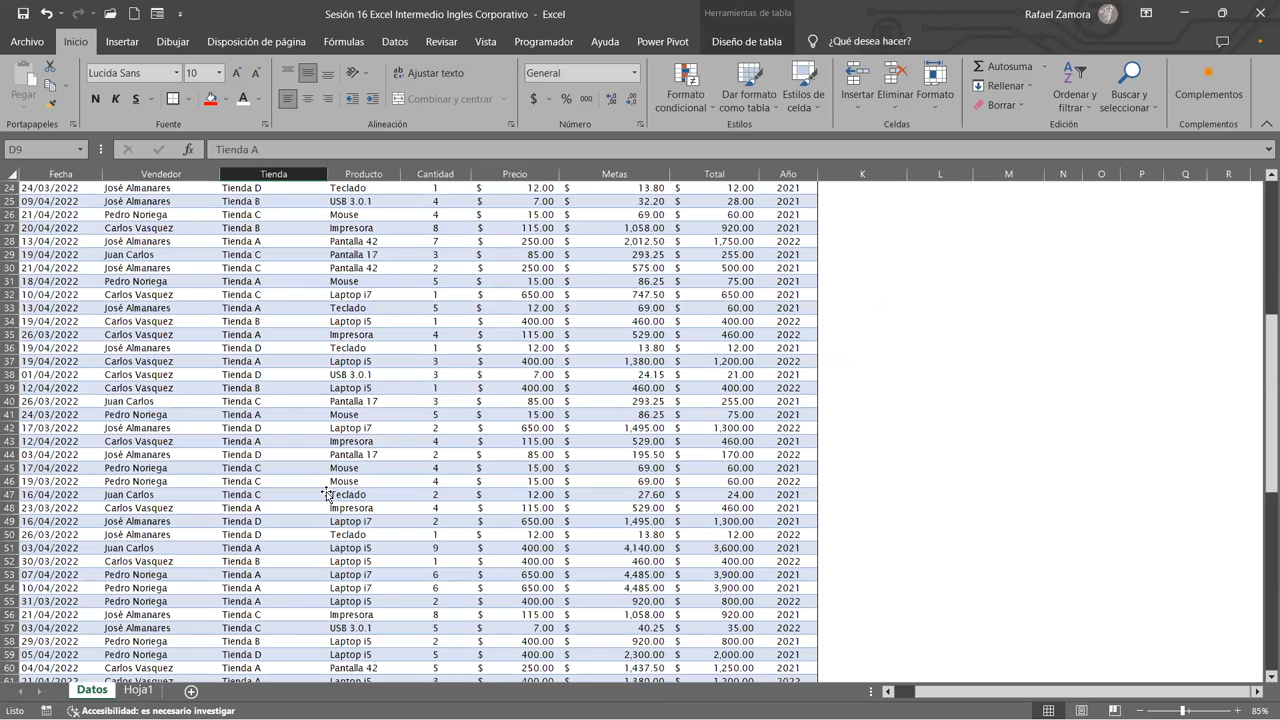 Sesión 16 Excel Intermedio Ingles Corporativo - Excel
Herramientas de tabla
Rafael Zamora
Archivo Inicio Insertar Dibujar Disposición de página Fórmulas Datos Revisar Vista Programador Ayuda Power Pivot Diseño de tabla ¿Qué desea hacer?
Pegar
Lucida Sans 10
N K S
Ajustar texto
Combinar y centrar
General
$ % 000
Formato condicional
Dar formato como tabla
Estilos de celda
Insertar Eliminar Formato
Autosuma
Rellenar
Borrar
Ordenar y filtrar
Buscar y seleccionar
Complementos
Portapapeles Fuente Alineación Número Estilos Celdas Edición Complementos
D9 fx Tienda A
Fecha Vendedor Tienda Producto Cantidad Precio Metas Total Año K L M N O P Q R
24 24/03/2022 José Almanares Tienda D Teclado 1 $ 12.00 $ 13.80 $ 12.00 2021
25 09/04/2022 José Almanares Tienda B USB 3.0.1 4 $ 7.00 $ 32.20 $ 28.00 2021
26 21/04/2022 Pedro Noriega Tienda C Mouse 4 $ 15.00 $ 69.00 $ 60.00 2022
27 20/04/2022 Carlos Vasquez Tienda B Impresora 8 $ 115.00 $ 1,058.00 $ 920.00 2021
28 13/04/2022 José Almanares Tienda A Pantalla 42 7 $ 250.00 $ 2,012.50 $ 1,750.00 2022
29 19/04/2022 Juan Carlos Tienda C Pantalla 17 3 $ 85.00 $ 293.25 $ 255.00 2021
30 21/04/2022 José Almanares Tienda C Pantalla 42 2 $ 250.00 $ 575.00 $ 500.00 2021
31 18/04/2022 Pedro Noriega Tienda A Mouse 5 $ 15.00 $ 86.25 $ 75.00 2021
32 10/04/2022 Carlos Vasquez Tienda C Laptop i7 1 $ 650.00 $ 747.50 $ 650.00 2021
33 13/04/2022 José Almanares Tienda A Teclado 5 $ 12.00 $ 69.00 $ 60.00 2021
34 19/04/2022 Carlos Vasquez Tienda B Laptop i5 1 $ 400.00 $ 460.00 $ 400.00 2022
35 26/03/2022 Carlos Vasquez Tienda A Impresora 4 $ 115.00 $ 529.00 $ 460.00 2022
36 19/04/2022 José Almanares Tienda D Teclado 1 $ 12.00 $ 13.80 $ 12.00 2021
37 19/04/2022 Carlos Vasquez Tienda A Laptop i5 3 $ 400.00 $ 1,380.00 $ 1,200.00 2022
38 01/04/2022 Carlos Vasquez Tienda D USB 3.0.1 3 $ 7.00 $ 24.15 $ 21.00 2021
39 12/04/2022 Carlos Vasquez Tienda B Laptop i5 1 $ 400.00 $ 460.00 $ 400.00 2022
40 26/03/2022 Juan Carlos Tienda C Pantalla 17 3 $ 85.00 $ 293.25 $ 255.00 2021
41 24/03/2022 Pedro Noriega Tienda A Mouse 5 $ 15.00 $ 86.25 $ 75.00 2021
42 17/03/2022 José Almanares Tienda D Laptop i7 2 $ 650.00 $ 1,495.00 $ 1,300.00 2022
43 12/04/2022 Carlos Vasquez Tienda A Impresora 4 $ 115.00 $ 529.00 $ 460.00 2021
44 03/04/2022 José Almanares Tienda D Pantalla 17 2 $ 85.00 $ 195.50 $ 170.00 2022
45 17/04/2022 Pedro Noriega Tienda C Mouse 4 $ 15.00 $ 69.00 $ 60.00 2021
46 19/03/2022 Pedro Noriega Tienda C Mouse 4 $ 15.00 $ 69.00 $ 60.00 2022
47 16/04/2022 Juan Carlos Tienda C Teclado 2 $ 12.00 $ 27.60 $ 24.00 2021
48 23/03/2022 Carlos Vasquez Tienda A Impresora 4 $ 115.00 $ 529.00 $ 460.00 2021
49 16/04/2022 José Almanares Tienda D Laptop i7 2 $ 650.00 $ 1,495.00 $ 1,300.00 2021
50 26/03/2022 José Almanares Tienda D Teclado 1 $ 12.00 $ 13.80 $ 12.00 2022
51 03/04/2022 Juan Carlos Tienda A Laptop i5 9 $ 400.00 $ 4,140.00 $ 3,600.00 2021
52 30/03/2022 Carlos Vasquez Tienda B Laptop i5 1 $ 400.00 $ 460.00 $ 400.00 2022
53 07/04/2022 Pedro Noriega Tienda A Laptop i7 6 $ 650.00 $ 4,485.00 $ 3,900.00 2021
54 10/04/2022 Pedro Noriega Tienda A Laptop i7 6 $ 650.00 $ 4,485.00 $ 3,900.00 2021
55 31/03/2022 Pedro Noriega Tienda A Laptop i5 2 $ 400.00 $ 920.00 $ 800.00 2022
56 21/04/2022 José Almanares Tienda C Impresora 8 $ 115.00 $ 1,058.00 $ 920.00 2021
57 03/04/2022 José Almanares Tienda C USB 3.0.1 5 $ 7.00 $ 40.25 $ 35.00 2021
58 29/03/2022 Pedro Noriega Tienda B Laptop i5 2 $ 400.00 $ 920.00 $ 800.00 2021
59 05/04/2022 Pedro Noriega Tienda D Laptop i5 5 $ 400.00 $ 2,300.00 $ 2,000.00 2021
60 04/04/2022 Carlos Vasquez Tienda A Pantalla 42 5 $ 250.00 $ 1,437.50 $ 1,250.00 2021
61 21/04/2022 Carlos Vasquez Tienda A Laptop i5 3 $ 400.00 $ 1,380.00 $ 1,200.00 2022
Datos Hoja1
Listo Accesibilidad: es necesario investigar 85%